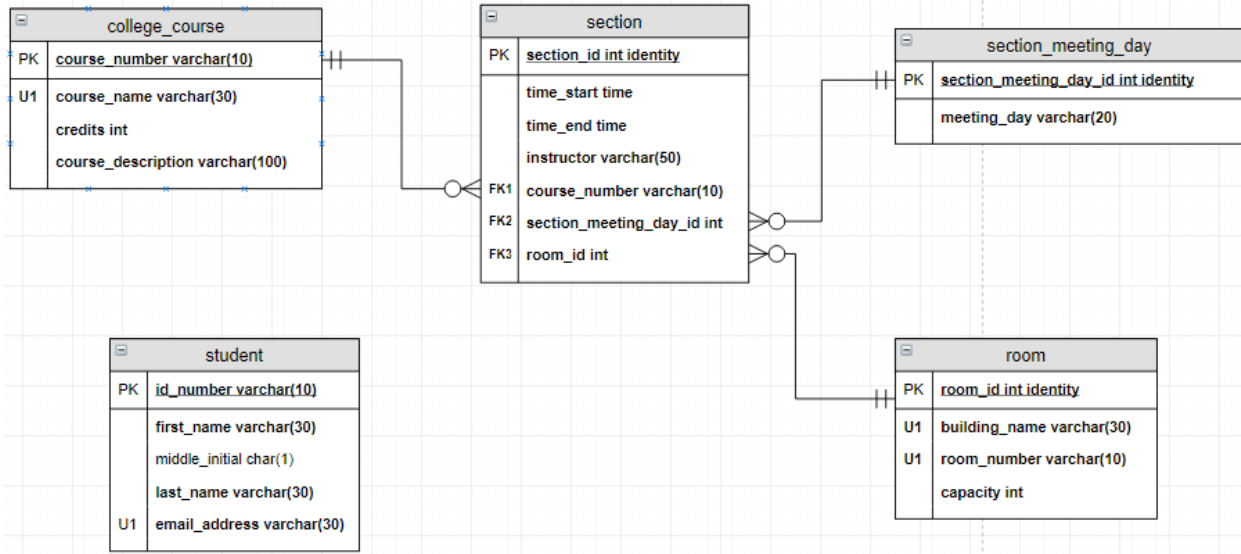 college_course
PK course_number varchar(10)
U1 course_name varchar(30)
credits int
course_description varchar(100)
section
PK section_id int identity
time_start time
time_end time
instructor varchar(50)
FK1 course_number varchar(10)
FK2 section_meeting_day_id int
FK3 room_id int
section_meeting_day
PK section_meeting_day_id int identity
meeting_day varchar(20)
student
PK id_number varchar(10)
first_name varchar(30)
middle_initial char(1)
last_name varchar(30)
U1 email_address varchar(30)
room
PK room_id int identity
U1 building_name varchar(30)
U1 room_number varchar(10)
capacity int